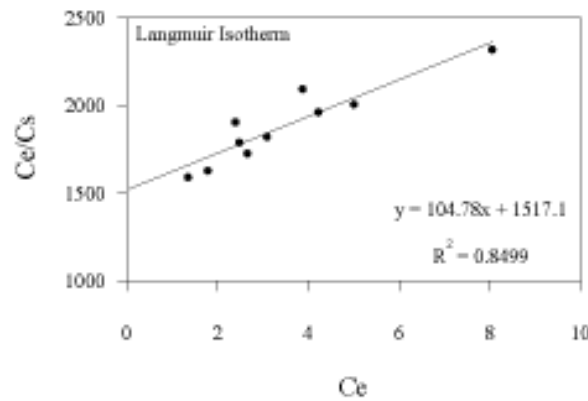 2500
Langmuir Isotherm
2000
Ce/Cs
1500
y = 104.78x + 1517.1
R² = 0.8499
1000
0 2 4 6 8 10
Ce